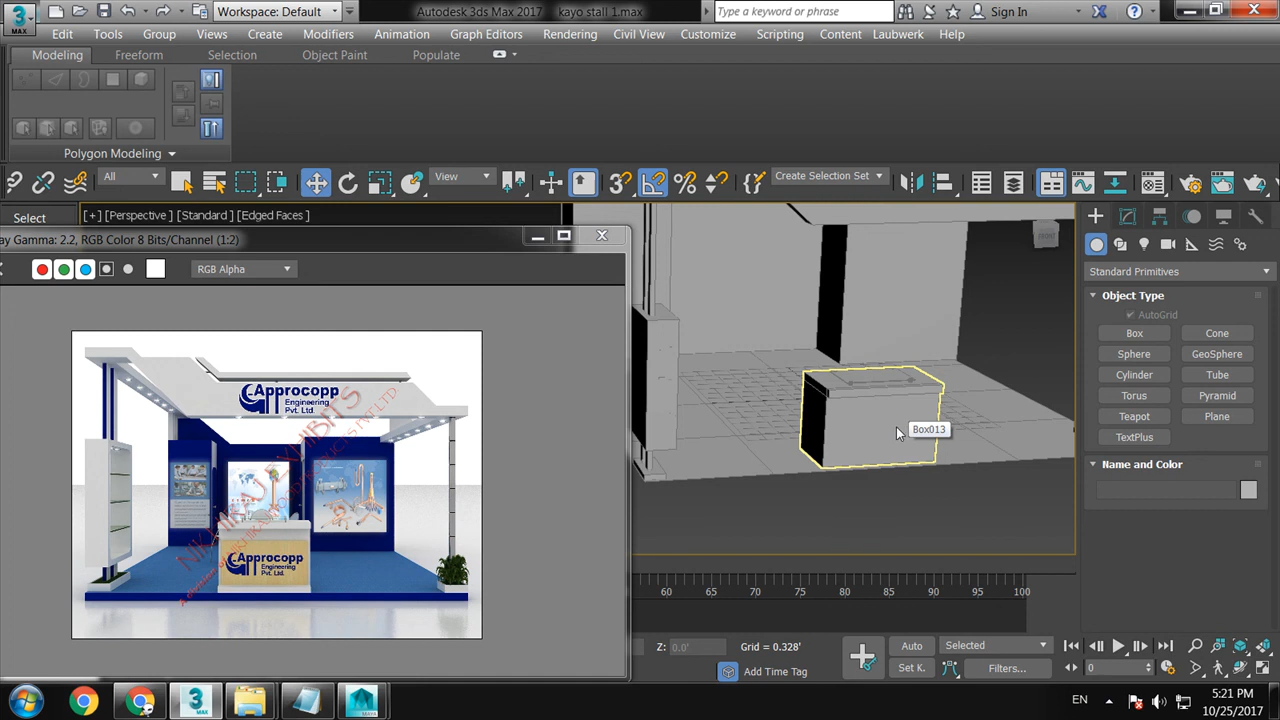 Workspace: Default
Autodesk 3ds Max 2017
kayo stall 1.max
Type a keyword or phrase
Sign In
MAX
Edit
Tools
Group
Views
Create
Modifiers
Animation
Graph Editors
Rendering
Civil View
Customize
Scripting
Content
Laubwerk
Help
Modeling
Freeform
Selection
Object Paint
Populate
Polygon Modeling
All
View
Create Selection Set
Select
[+] [Perspective ] [Standard ] [Edged Faces ]
ay Gamma: 2.2, RGB Color 8 Bits/Channel (1:2)
RGB Alpha
Approcopp
Engineering
Pvt. Ltd.
NIKHIKAJ EXHIBITS
Approcopp
Engineering
Pvt. Ltd.
Box013
Standard Primitives
Object Type
AutoGrid
Box
Cone
Sphere
GeoSphere
Cylinder
Tube
Torus
Pyramid
Teapot
Plane
TextPlus
Name and Color
60
65
70
75
80
85
90
95
100
Z:
0.0'
Grid = 0.328'
Add Time Tag
Auto
Selected
Set K.
Filters...
0
EN
5:21 PM
10/25/2017